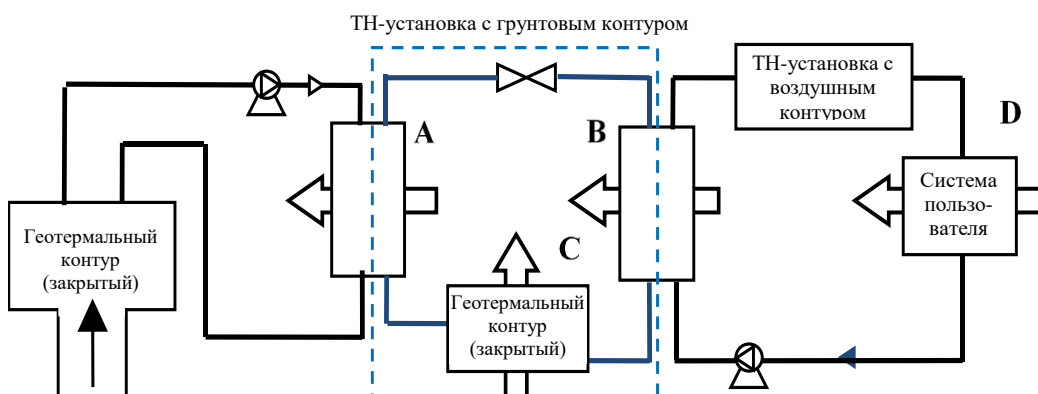 ТН-установка с грунтовым контуром
ТН-установка с
воздушным
контуром
A
B
D
Система
пользо-
вателя
Геотермальный
контур
(закрытый)
C
Геотермальный
контур
(закрытый)